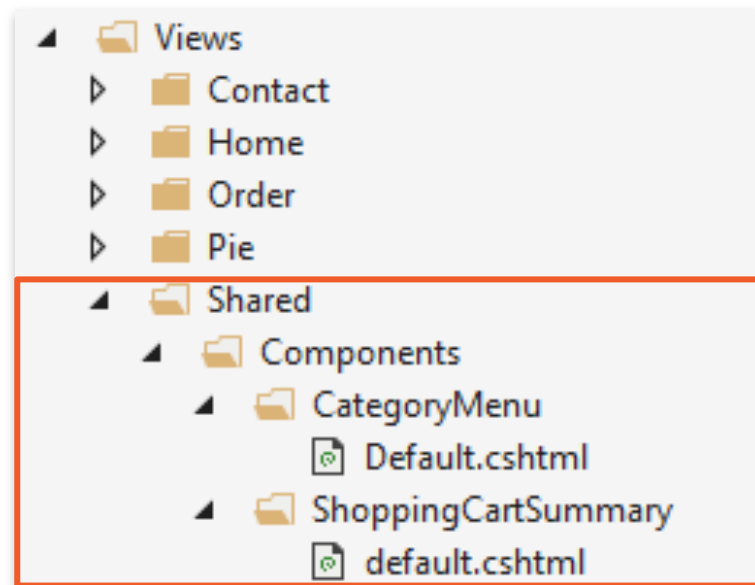 Views
Contact
Home
Order
Pie
Shared
Components
CategoryMenu
Default.cshtml
ShoppingCartSummary
default.cshtml